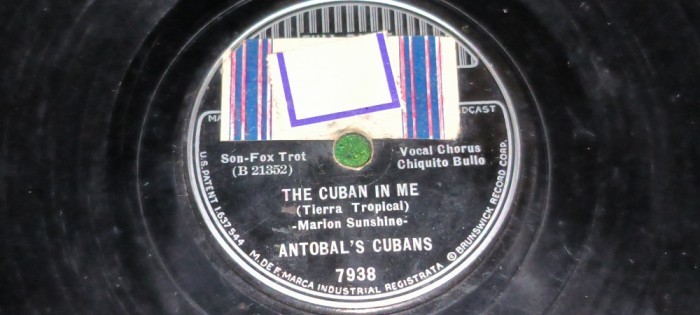 DCAST
Son-Fox Trot
(B 21352)
Vocal Chorus
Chiquito Bullo
THE CUBAN IN ME
(Tierra Tropical)
-Marion Sunshine-
ANTOBAL'S CUBANS
7938
U.S. PATENT 1,637,544 M. DE F. MARCA INDUSTRIAL REGISTRATA © BRUNSWICK RECORD CORP.